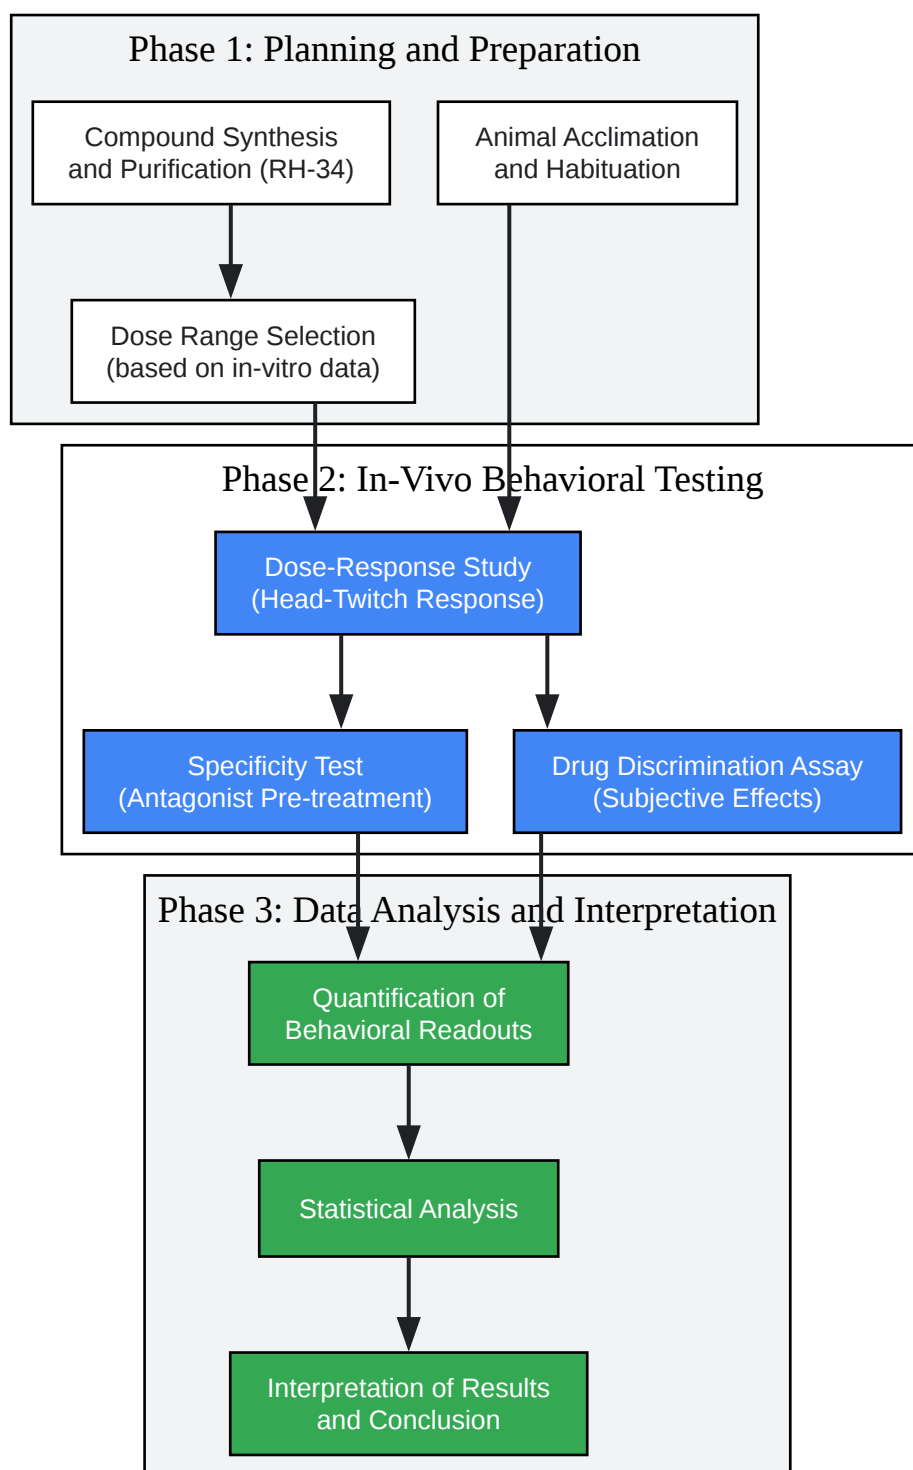 Phase 1: Planning and Preparation
Compound Synthesis
and Purification (RH-34)
Animal Acclimation
and Habituation
Dose Range Selection
(based on in-vitro data)
Phase 2: In-Vivo Behavioral Testing
Dose-Response Study
(Head-Twitch Response)
Specificity Test
(Antagonist Pre-treatment)
Drug Discrimination Assay
(Subjective Effects)
Phase 3: Data Analysis and Interpretation
Quantification of
Behavioral Readouts
Statistical Analysis
Interpretation of Results
and Conclusion